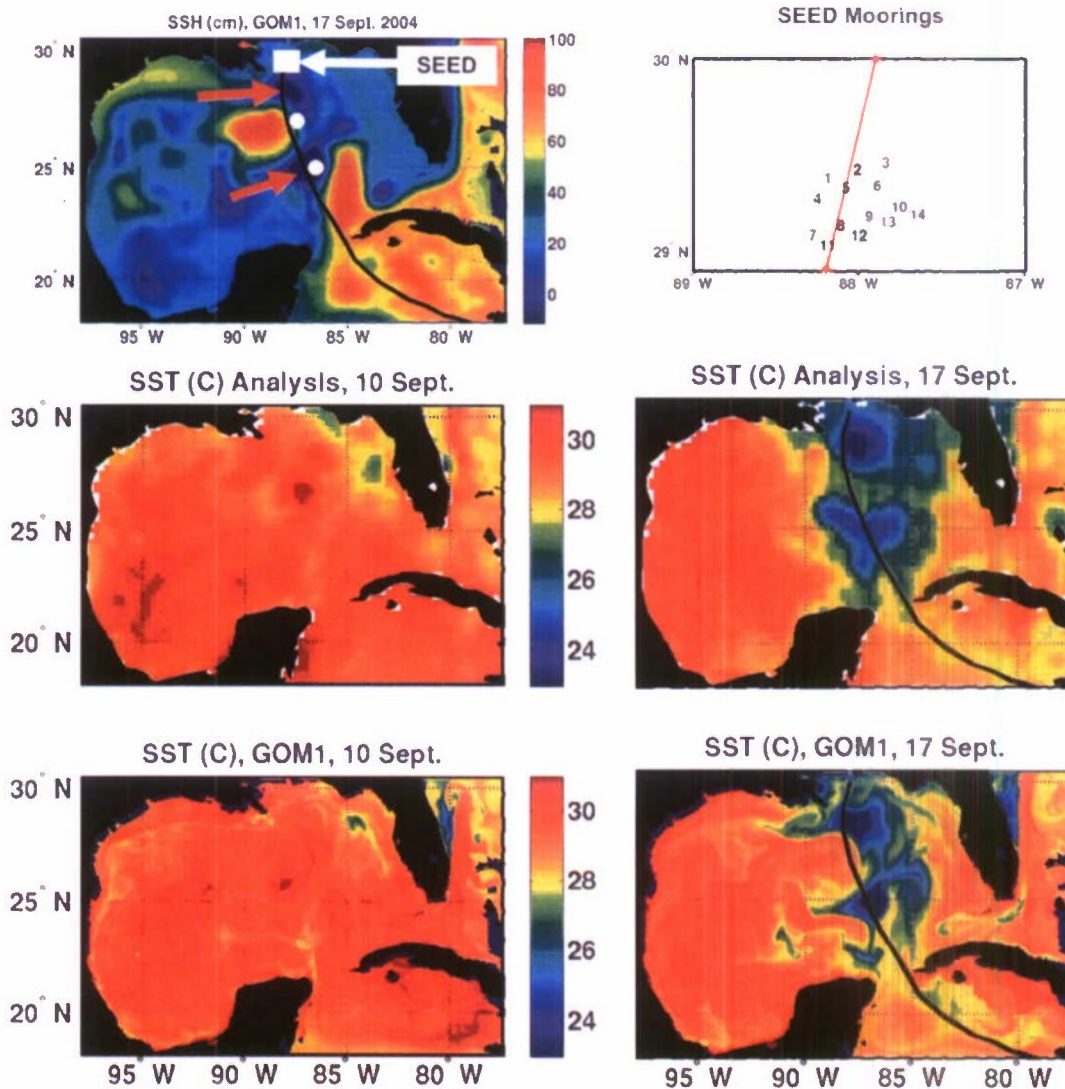 SSH (cm), GOM1, 17 Sept. 2004
SEED Moorings
30° N
25° N
20° N
95° W
90° W
85° W
80° W
SEED
100
80
60
40
20
0
30° N
29° N
89° W
88° W
87° W
1
2
3
4
5
6
7
8
9
10
11
12
13
14
SST (C) Analysis, 10 Sept.
30° N
25° N
20° N
30
28
26
24
SST (C) Analysis, 17 Sept.
SST (C), GOM1, 10 Sept.
30° N
25° N
20° N
95° W
90° W
85° W
80° W
30
28
26
24
SST (C), GOM1, 17 Sept.
95° W
90° W
85° W
80° W